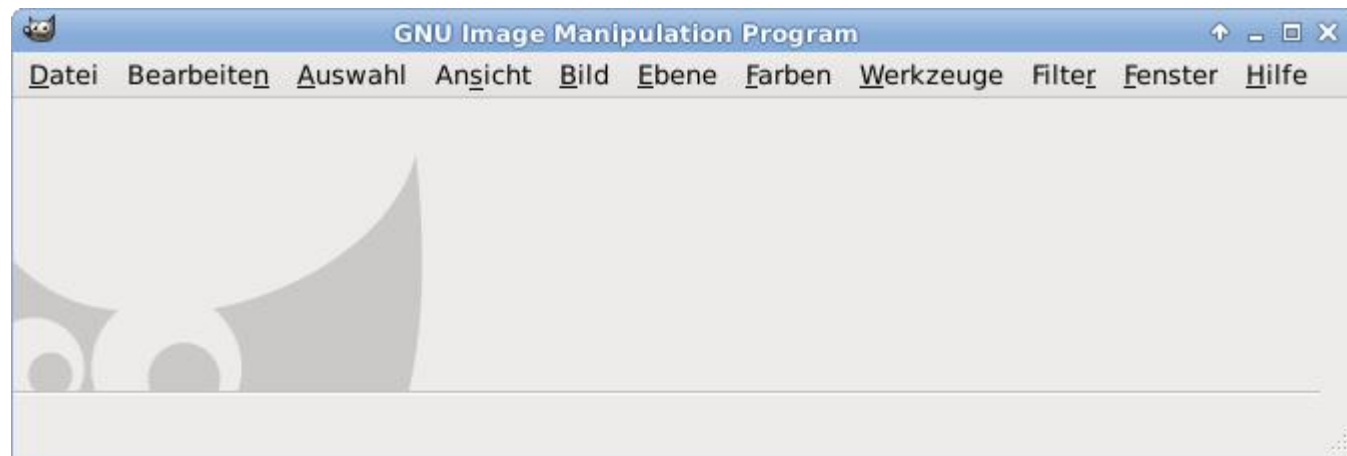 GNU Image Manipulation Program
Datei Bearbeiten Auswahl Ansicht Bild Ebene Farben Werkzeuge Filter Fenster Hilfe